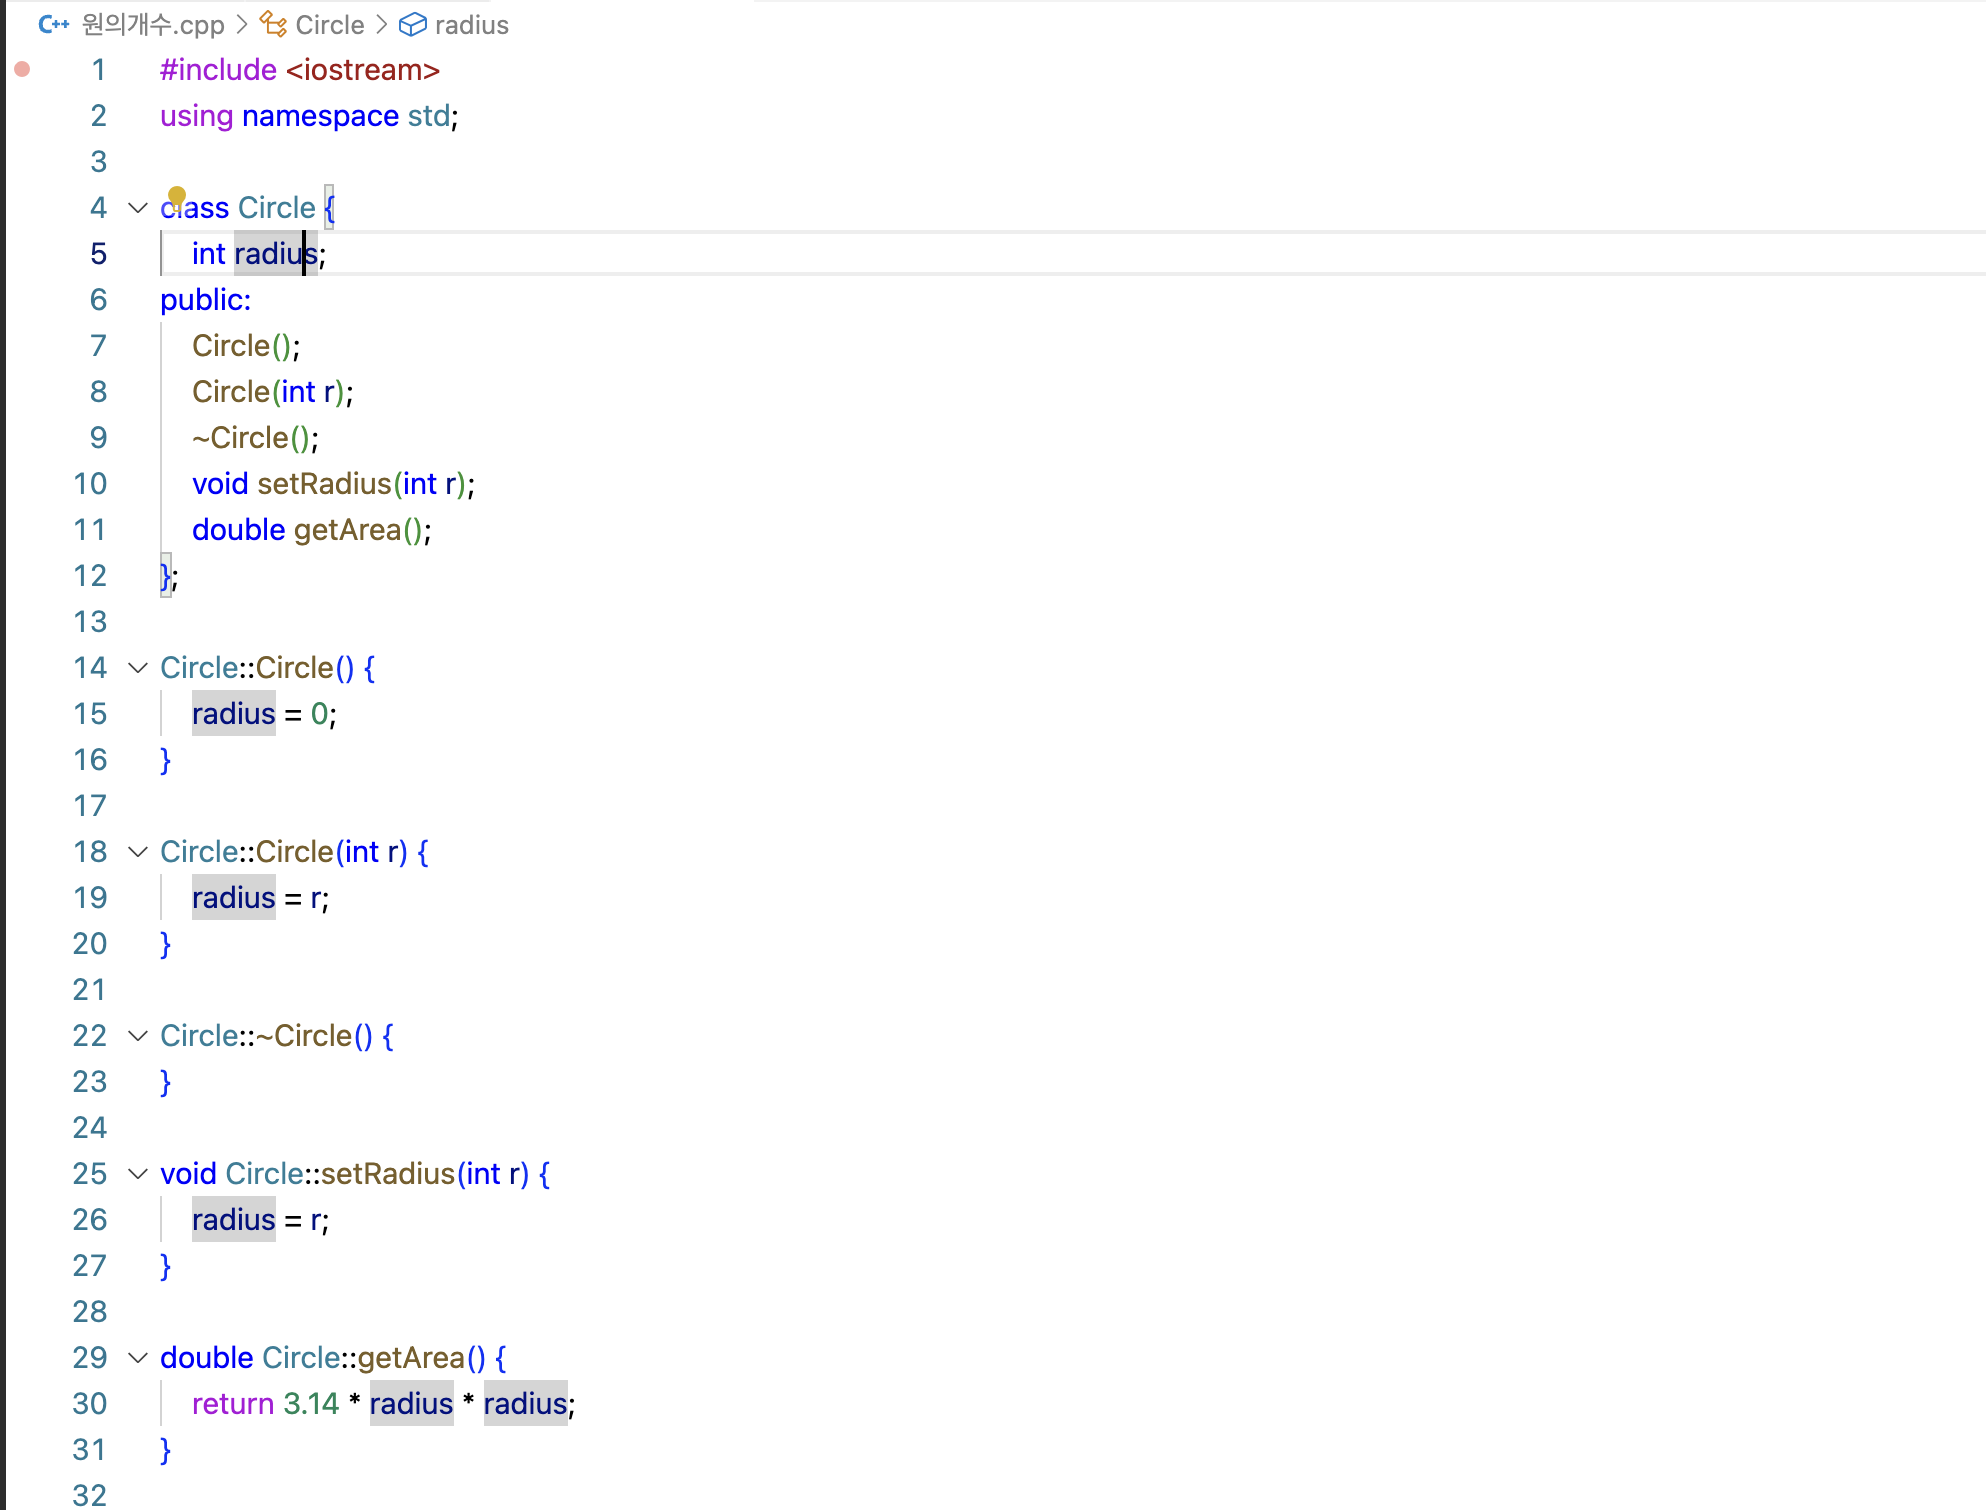 C++ 원의개수.cpp > Circle > radius
1 #include <iostream>
2 using namespace std;
3
4 class Circle {
5 int radius;
6 public:
7 Circle();
8 Circle(int r);
9 ~Circle();
10 void setRadius(int r);
11 double getArea();
12 };
13
14 Circle::Circle() {
15 radius = 0;
16 }
17
18 Circle::Circle(int r) {
19 radius = r;
20 }
21
22 Circle::~Circle() {
23 }
24
25 void Circle::setRadius(int r) {
26 radius = r;
27 }
28
29 double Circle::getArea() {
30 return 3.14 * radius * radius;
31 }
32